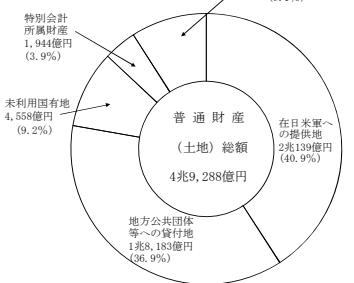 特別会計
所属財産
1,944億円
(3.9%)
未利用国有地
4,558億円
(9.2%)
普 通 財 産
(土地) 総額
4兆9,288億円
在日米軍へ
の提供地
2兆139億円
(40.9%)
地方公共団体
等への貸付地
1兆8,183億円
(36.9%)